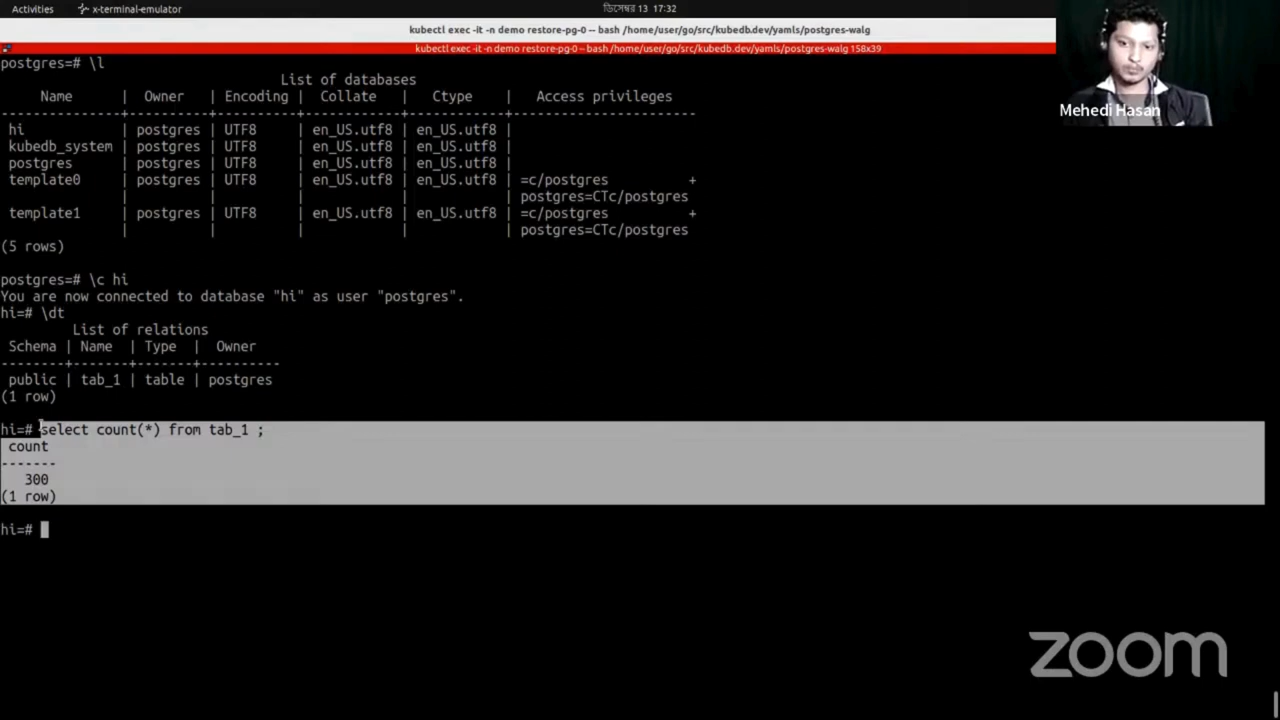 Activities
x-terminal-emulator
ডিসেম্বর 13 17:32
kubectl exec -it -n demo restore-pg-0 -- bash /home/user/go/src/kubedb.dev/yamls/postgres-walg
kubectl exec -it -n demo restore-pg-0 -- bash /home/user/go/src/kubedb.dev/yamls/postgres-walg 158x39
postgres=# \l
List of databases
Name | Owner | Encoding | Collate | Ctype | Access privileges
---------------+----------+----------+------------+------------+-----------------------
hi | postgres | UTF8 | en_US.utf8 | en_US.utf8 |
kubedb_system | postgres | UTF8 | en_US.utf8 | en_US.utf8 |
postgres | postgres | UTF8 | en_US.utf8 | en_US.utf8 |
template0 | postgres | UTF8 | en_US.utf8 | en_US.utf8 | =c/postgres +
| | | | | postgres=CTc/postgres
template1 | postgres | UTF8 | en_US.utf8 | en_US.utf8 | =c/postgres +
| | | | | postgres=CTc/postgres
(5 rows)
postgres=# \c hi
You are now connected to database "hi" as user "postgres".
hi=# \dt
List of relations
Schema | Name | Type | Owner
--------+-------+-------+----------
public | tab_1 | table | postgres
(1 row)
hi=# select count(*) from tab_1 ;
count
-------
300
(1 row)
hi=#
Mehedi Hasan
zoom